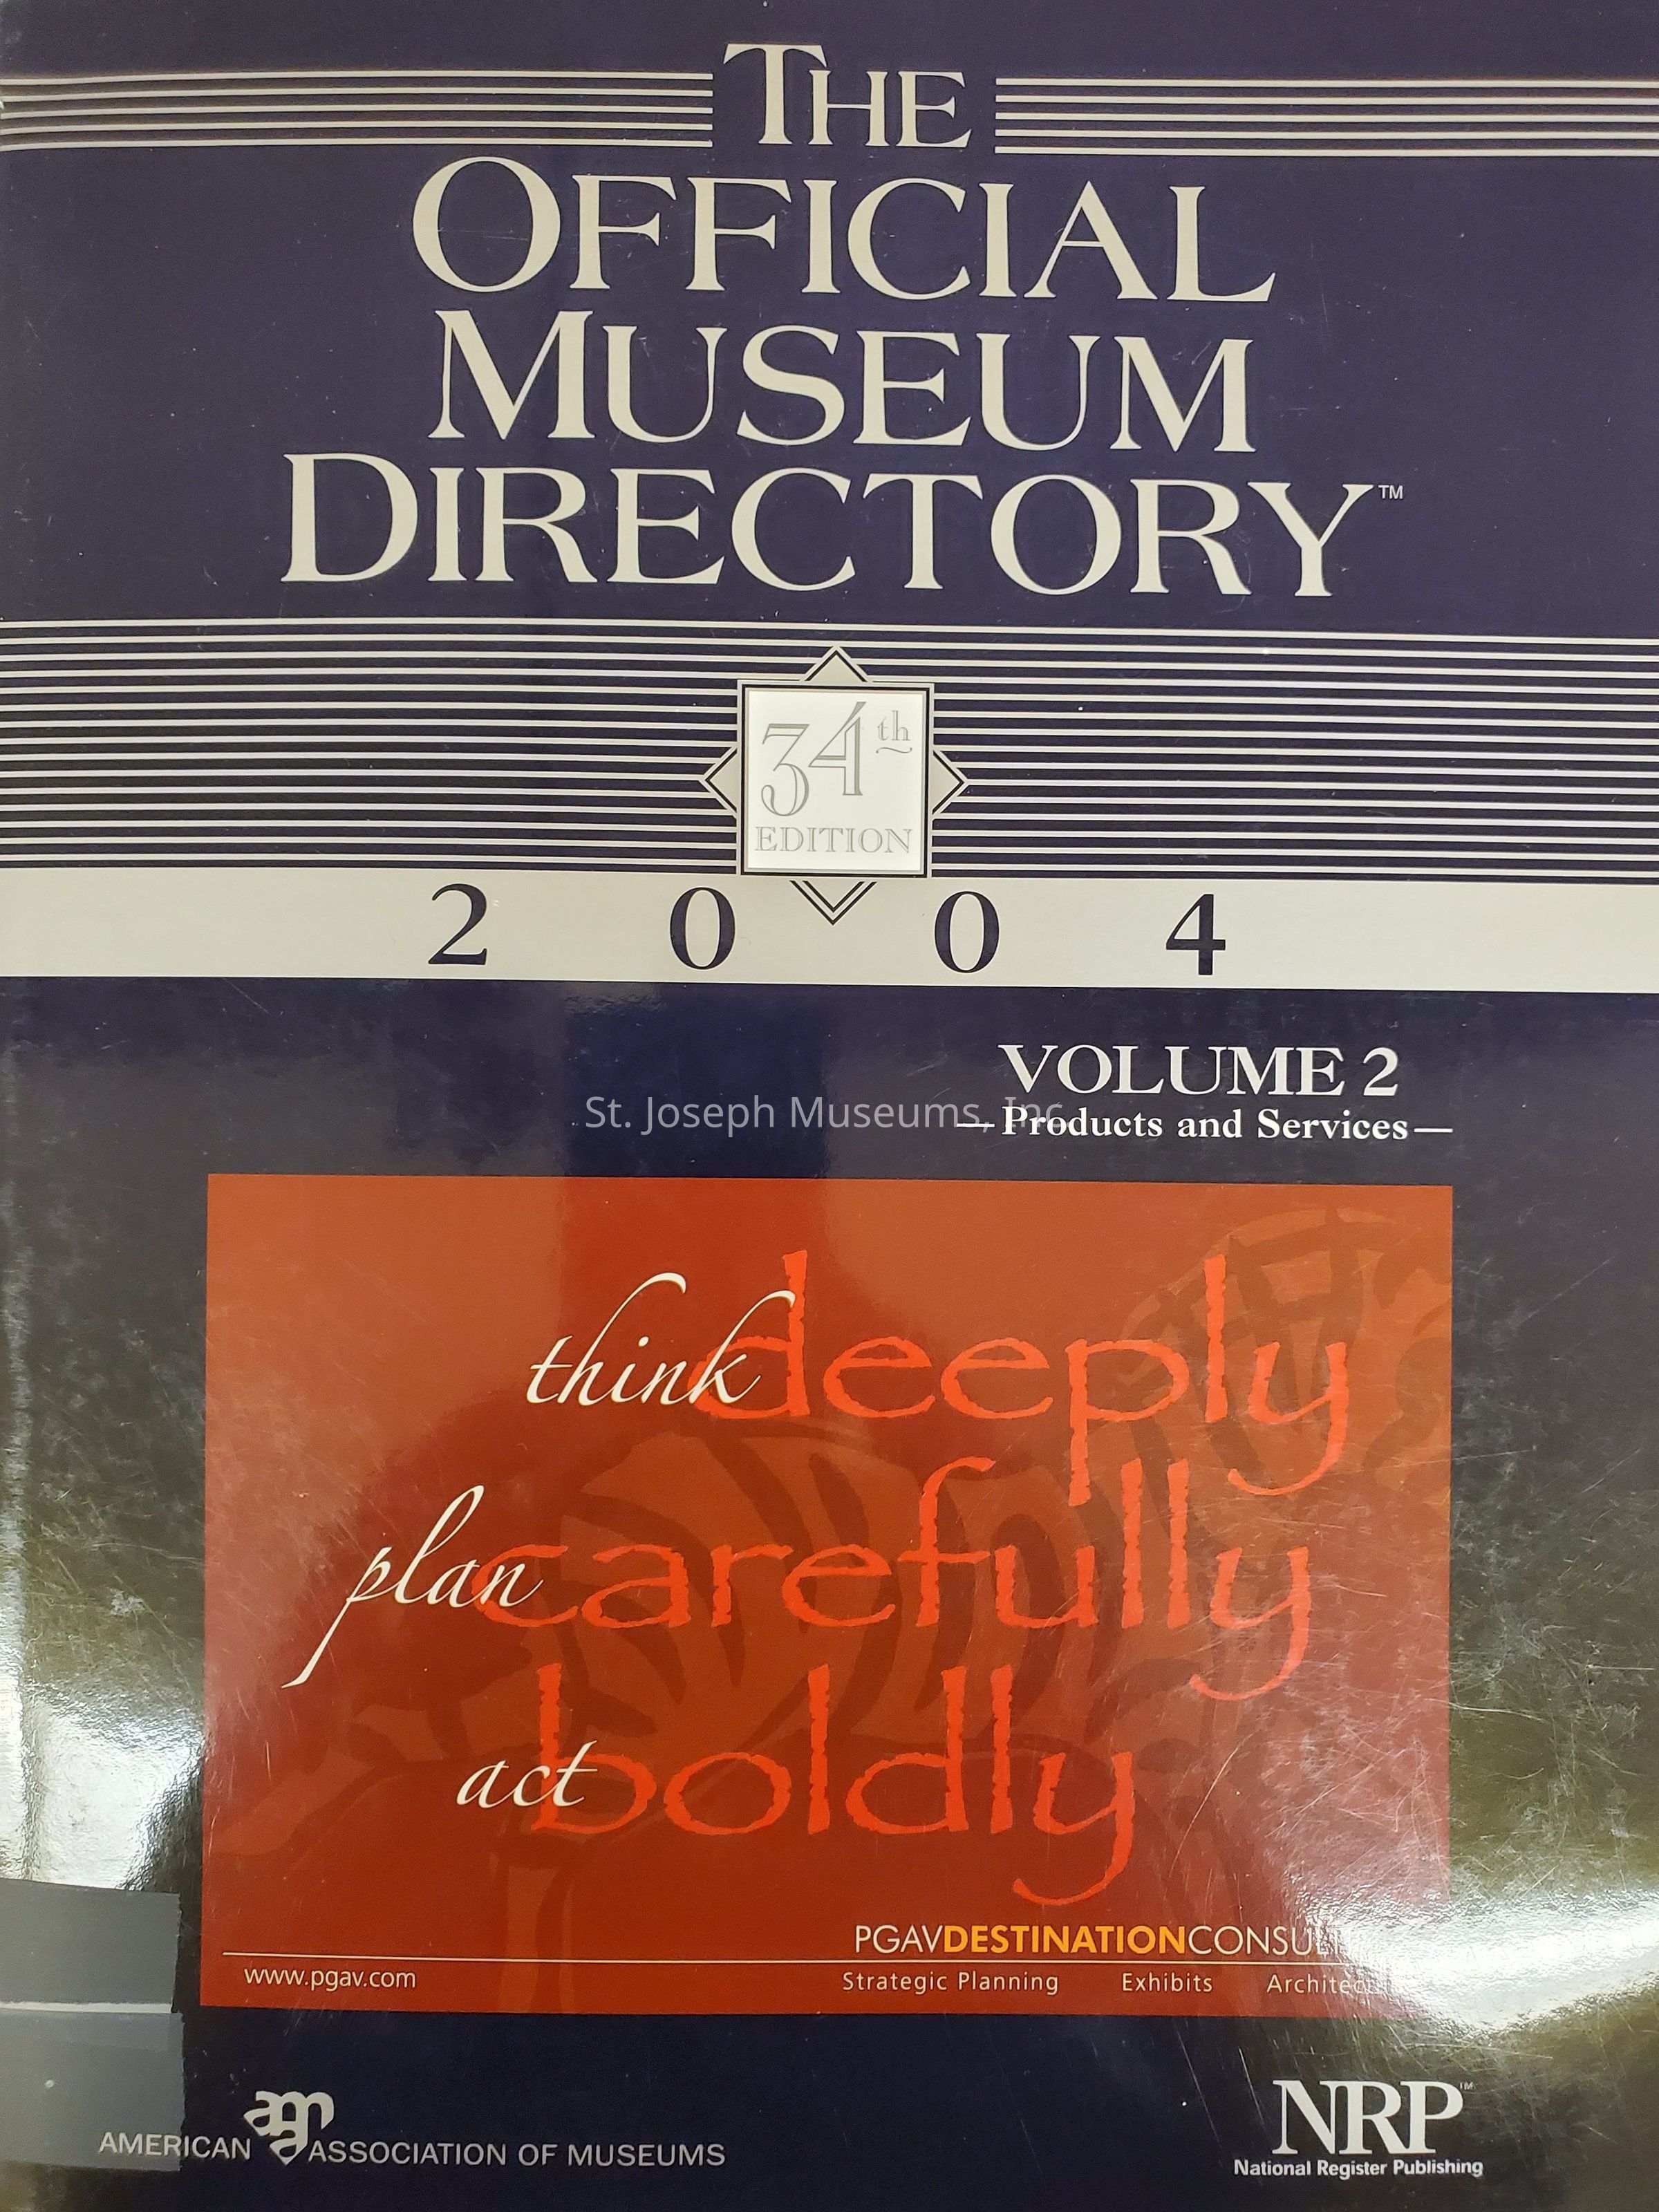 THE
OFFICIAL
MUSEUM
DIRECTORY™
34th
EDITION
2 0 0 4
VOLUME 2
—Products and Services—
St. Joseph Museums, Inc.
think deeply
plan carefully
act boldly
PGAVDESTINATION
www.pgav.com
Strategic Planning Exhibits
AMERICAN ASSOCIATION OF MUSEUMS
aam
NRP™
National Register Publishing